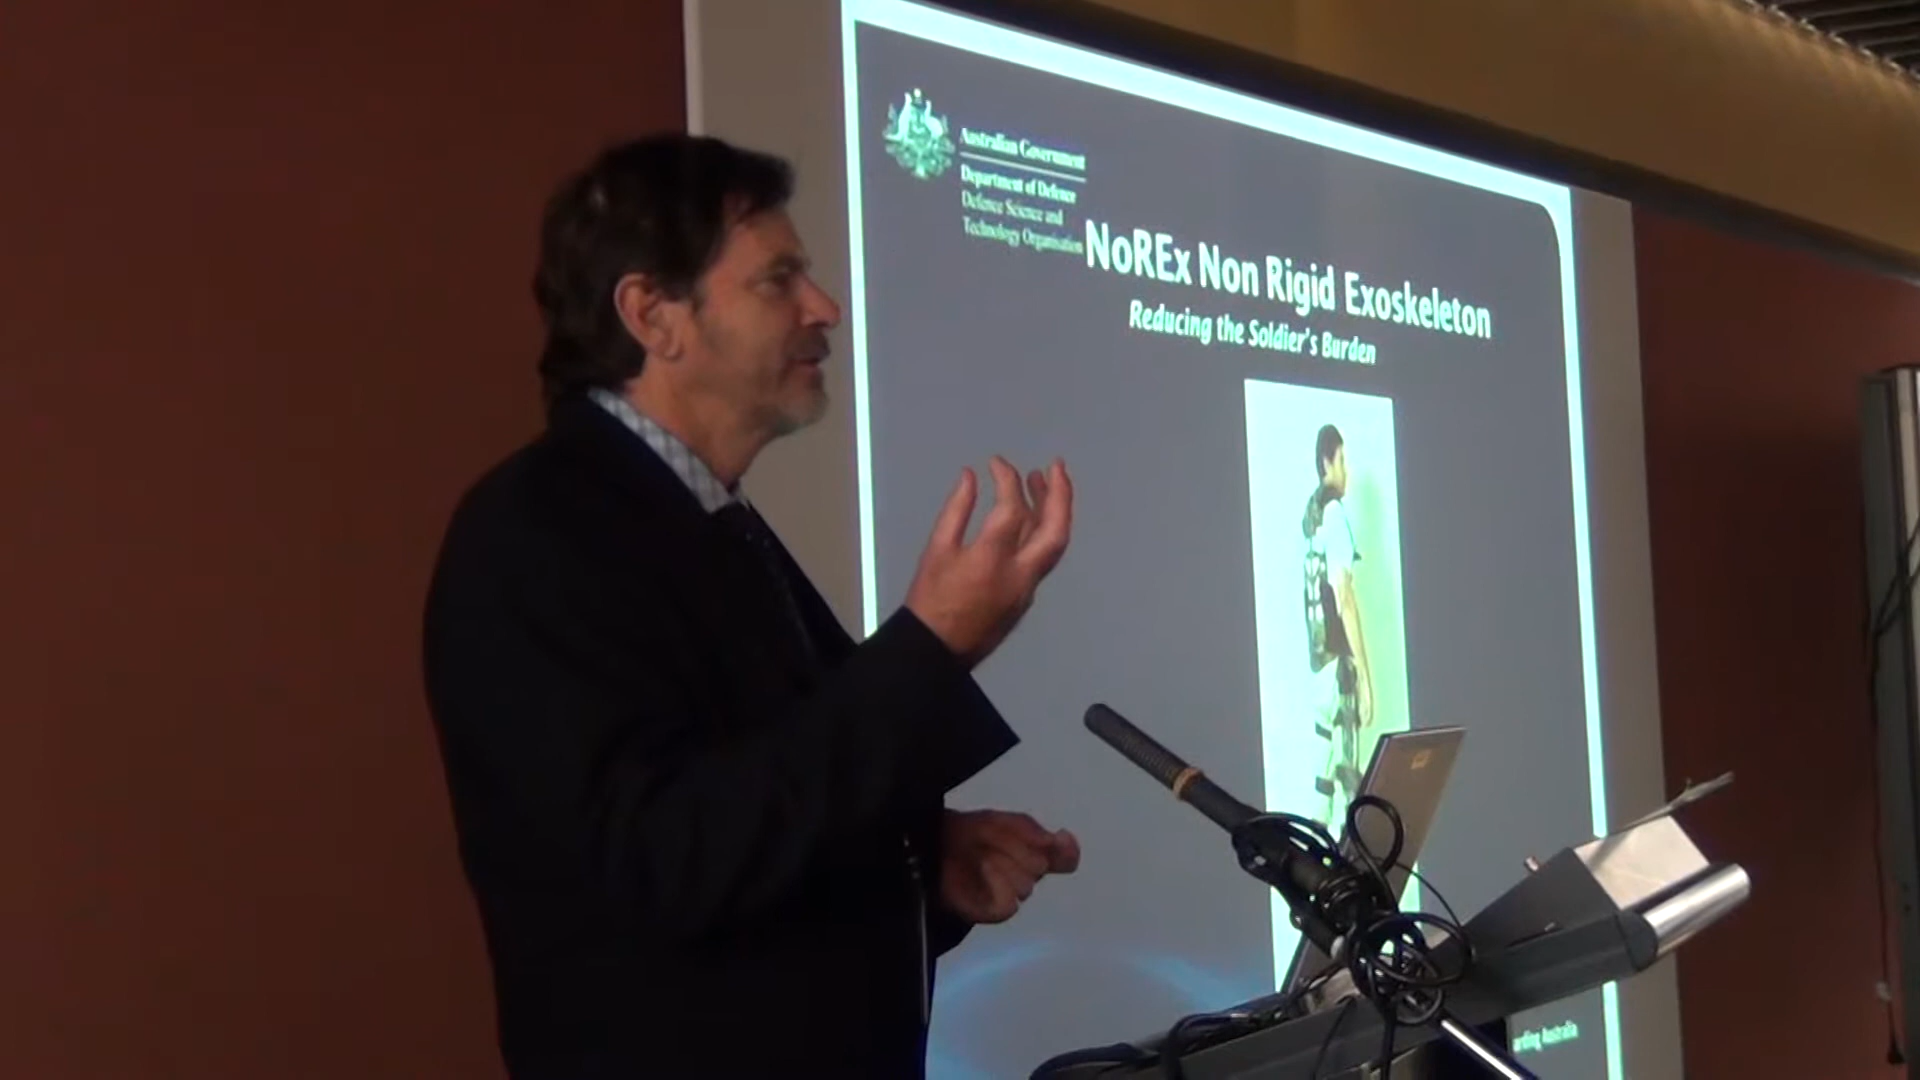 Australian Government
Department of Defence
Defence Science and
Technology Organisation
NoREx Non Rigid Exoskeleton
Reducing the Soldier's Burden
Australia